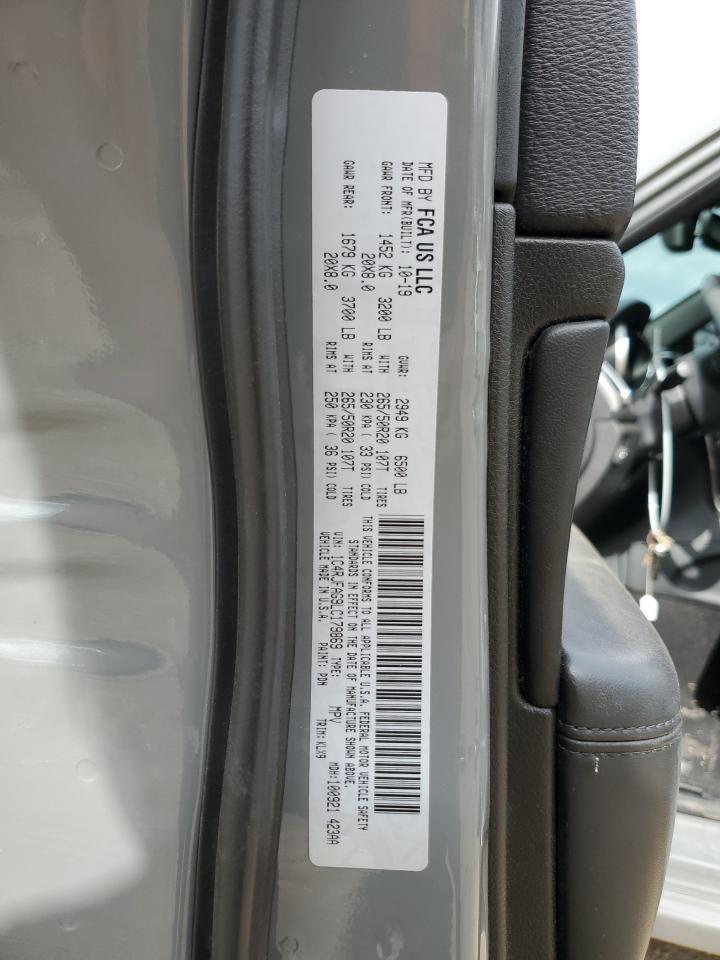 MFD BY FCA US LLC
DATE OF MFR(BUILT): 10-19 GVWR: 2949 KG 6500 LB
GAWR FRONT: 1452 KG 3200 LB WITH 265/50R20 107T TIRES
20X8.0 RIMS AT 230 KPA ( 33 PSI) COLD
GAWR REAR: 1679 KG 3700 LB WITH 265/50R20 107T TIRES
20X8.0 RIMS AT 250 KPA ( 36 PSI) COLD
THIS VEHICLE CONFORMS TO ALL APPLICABLE U.S.A. FEDERAL MOTOR VEHICLE SAFETY
STANDARDS IN EFFECT ON THE DATE OF MANUFACTURE SHOWN ABOVE.
VIN: 1C4RJFAG9LC179869 TYPE: MPV MDH:100921 423AA
VEHICLE MADE IN U.S.A. PAINT: PDN TRIM: KLX9